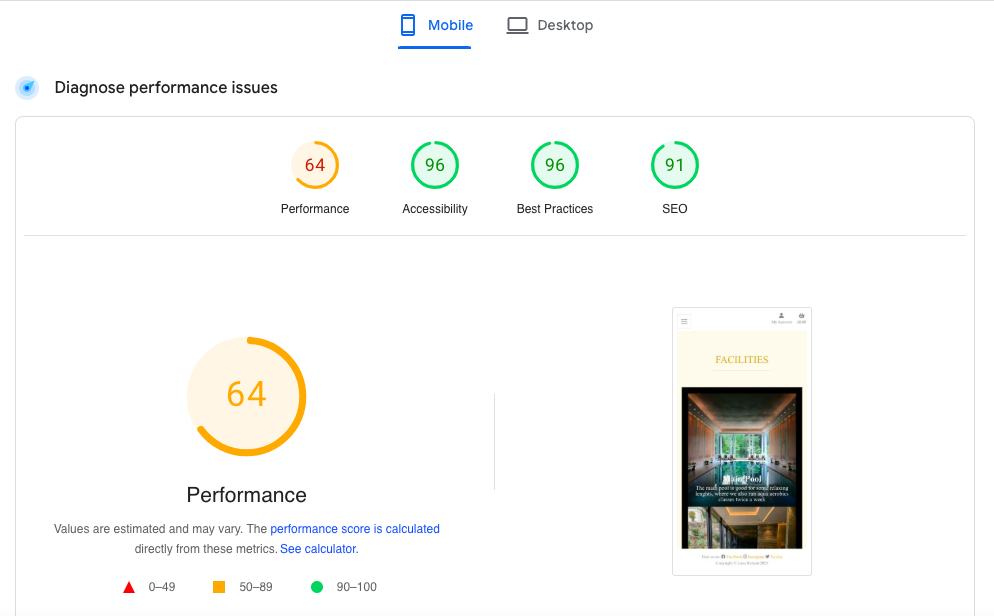 Mobile
Desktop
Diagnose performance issues
64
96
96
91
Performance
Accessibility
Best Practices
SEO
64
Performance
Values are estimated and may vary. The performance score is calculated
directly from these metrics. See calculator.
0–49
50–89
90–100
My Account
FACILITIES
Main Pool
The main pool is good for some relaxing
lenghts, where we also run aqua aerobics
classes twice a week.